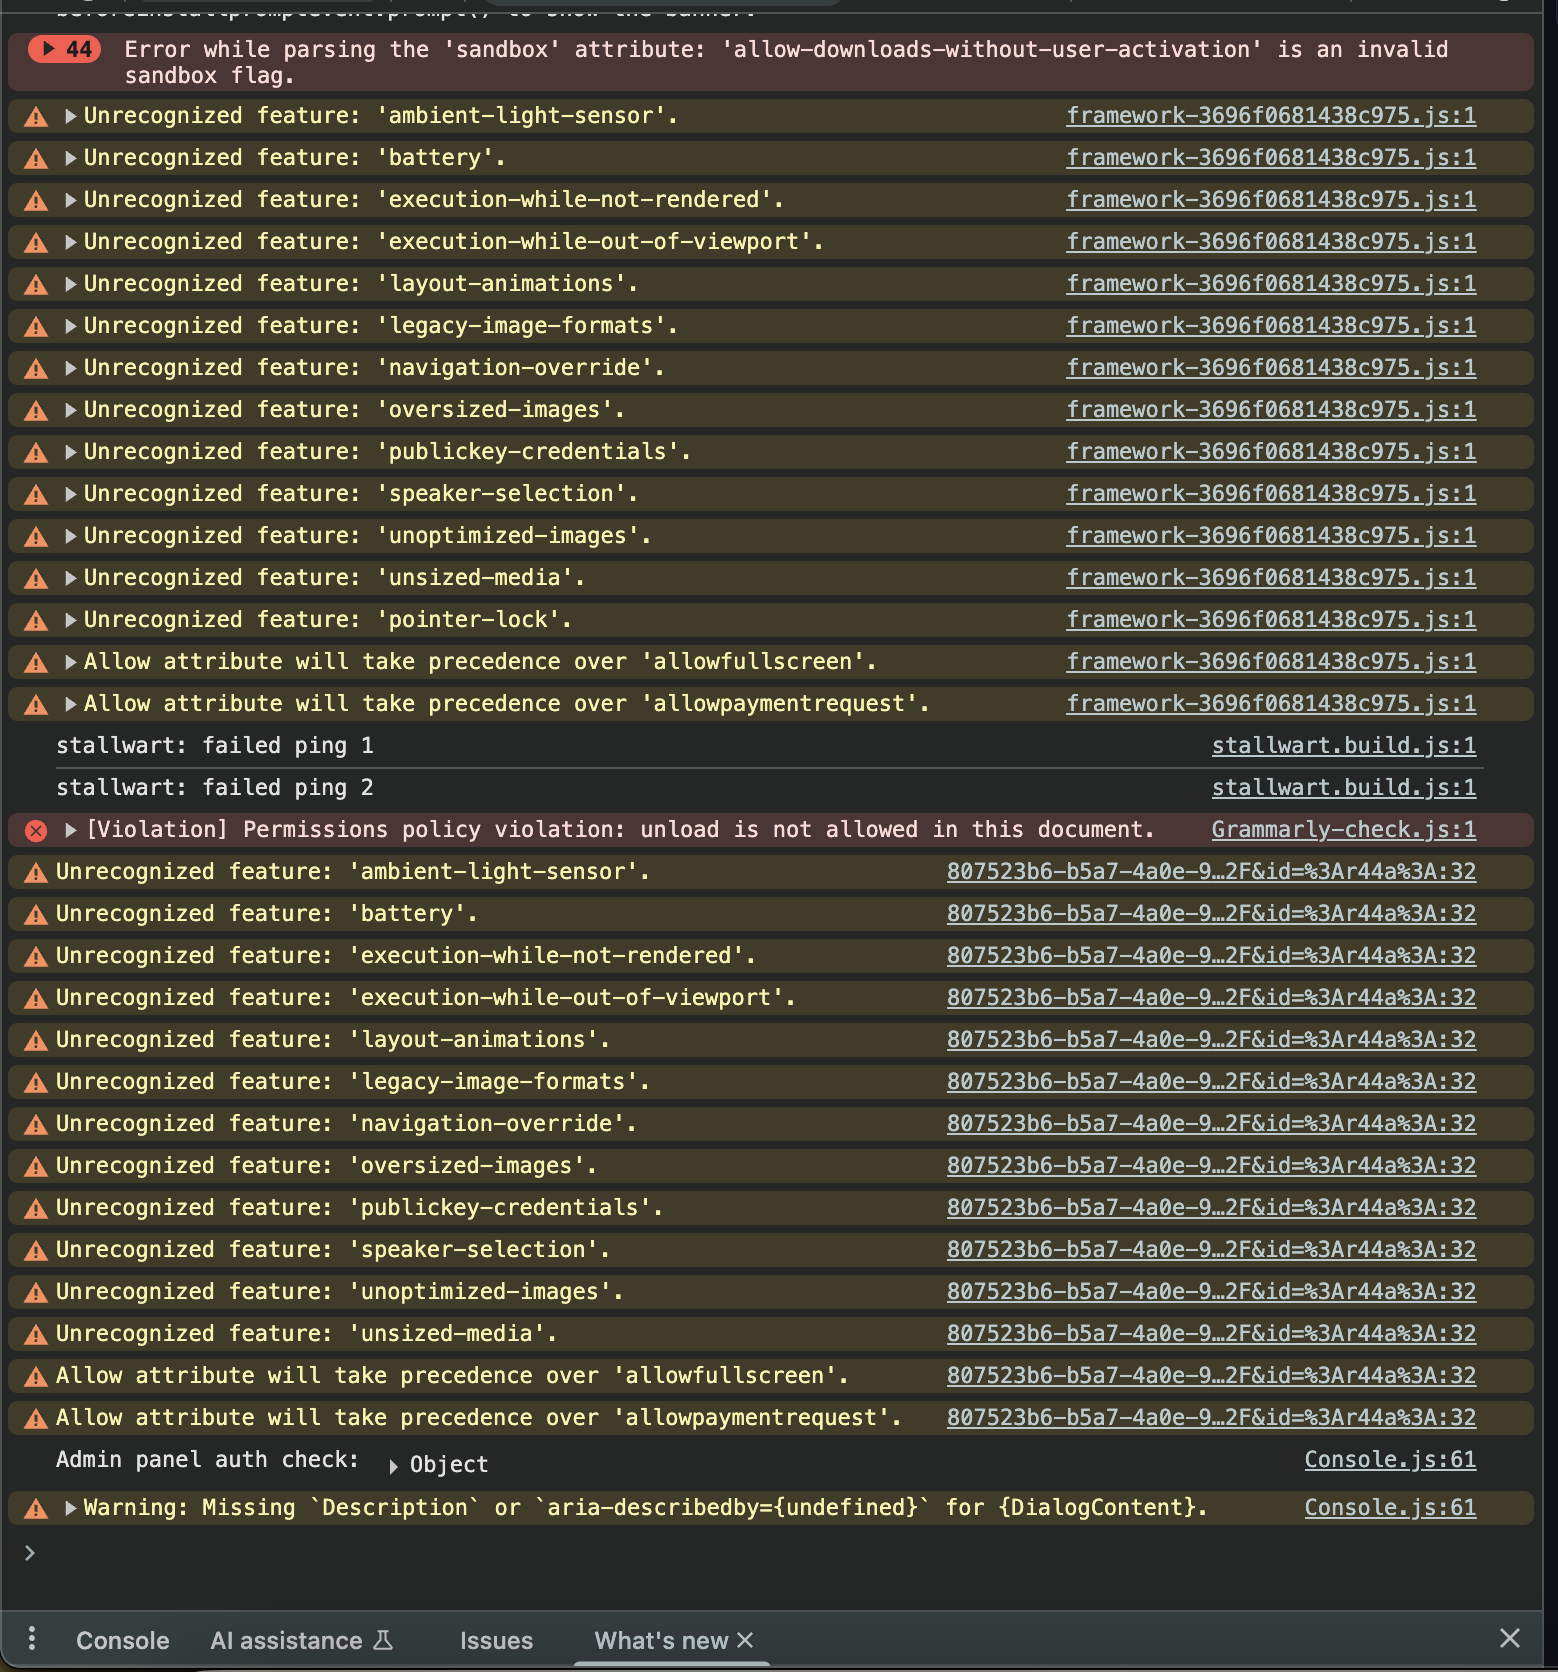 beforeinstallpromptevent.prompt() to show the banner.
44 Error while parsing the 'sandbox' attribute: 'allow-downloads-without-user-activation' is an invalid
sandbox flag.
Unrecognized feature: 'ambient-light-sensor'. framework-3696f0681438c975.js:1
Unrecognized feature: 'battery'. framework-3696f0681438c975.js:1
Unrecognized feature: 'execution-while-not-rendered'. framework-3696f0681438c975.js:1
Unrecognized feature: 'execution-while-out-of-viewport'. framework-3696f0681438c975.js:1
Unrecognized feature: 'layout-animations'. framework-3696f0681438c975.js:1
Unrecognized feature: 'legacy-image-formats'. framework-3696f0681438c975.js:1
Unrecognized feature: 'navigation-override'. framework-3696f0681438c975.js:1
Unrecognized feature: 'oversized-images'. framework-3696f0681438c975.js:1
Unrecognized feature: 'publickey-credentials'. framework-3696f0681438c975.js:1
Unrecognized feature: 'speaker-selection'. framework-3696f0681438c975.js:1
Unrecognized feature: 'unoptimized-images'. framework-3696f0681438c975.js:1
Unrecognized feature: 'unsized-media'. framework-3696f0681438c975.js:1
Unrecognized feature: 'pointer-lock'. framework-3696f0681438c975.js:1
Allow attribute will take precedence over 'allowfullscreen'. framework-3696f0681438c975.js:1
Allow attribute will take precedence over 'allowpaymentrequest'. framework-3696f0681438c975.js:1
stallwart: failed ping 1 stallwart.build.js:1
stallwart: failed ping 2 stallwart.build.js:1
[Violation] Permissions policy violation: unload is not allowed in this document. Grammarly-check.js:1
Unrecognized feature: 'ambient-light-sensor'. 807523b6-b5a7-4a0e-9…2F&id=%3Ar44a%3A:32
Unrecognized feature: 'battery'. 807523b6-b5a7-4a0e-9…2F&id=%3Ar44a%3A:32
Unrecognized feature: 'execution-while-not-rendered'. 807523b6-b5a7-4a0e-9…2F&id=%3Ar44a%3A:32
Unrecognized feature: 'execution-while-out-of-viewport'. 807523b6-b5a7-4a0e-9…2F&id=%3Ar44a%3A:32
Unrecognized feature: 'layout-animations'. 807523b6-b5a7-4a0e-9…2F&id=%3Ar44a%3A:32
Unrecognized feature: 'legacy-image-formats'. 807523b6-b5a7-4a0e-9…2F&id=%3Ar44a%3A:32
Unrecognized feature: 'navigation-override'. 807523b6-b5a7-4a0e-9…2F&id=%3Ar44a%3A:32
Unrecognized feature: 'oversized-images'. 807523b6-b5a7-4a0e-9…2F&id=%3Ar44a%3A:32
Unrecognized feature: 'publickey-credentials'. 807523b6-b5a7-4a0e-9…2F&id=%3Ar44a%3A:32
Unrecognized feature: 'speaker-selection'. 807523b6-b5a7-4a0e-9…2F&id=%3Ar44a%3A:32
Unrecognized feature: 'unoptimized-images'. 807523b6-b5a7-4a0e-9…2F&id=%3Ar44a%3A:32
Unrecognized feature: 'unsized-media'. 807523b6-b5a7-4a0e-9…2F&id=%3Ar44a%3A:32
Allow attribute will take precedence over 'allowfullscreen'. 807523b6-b5a7-4a0e-9…2F&id=%3Ar44a%3A:32
Allow attribute will take precedence over 'allowpaymentrequest'. 807523b6-b5a7-4a0e-9…2F&id=%3Ar44a%3A:32
Admin panel auth check: Object Console.js:61
Warning: Missing `Description` or `aria-describedby={undefined}` for {DialogContent}. Console.js:61
Console AI assistance Issues What's new